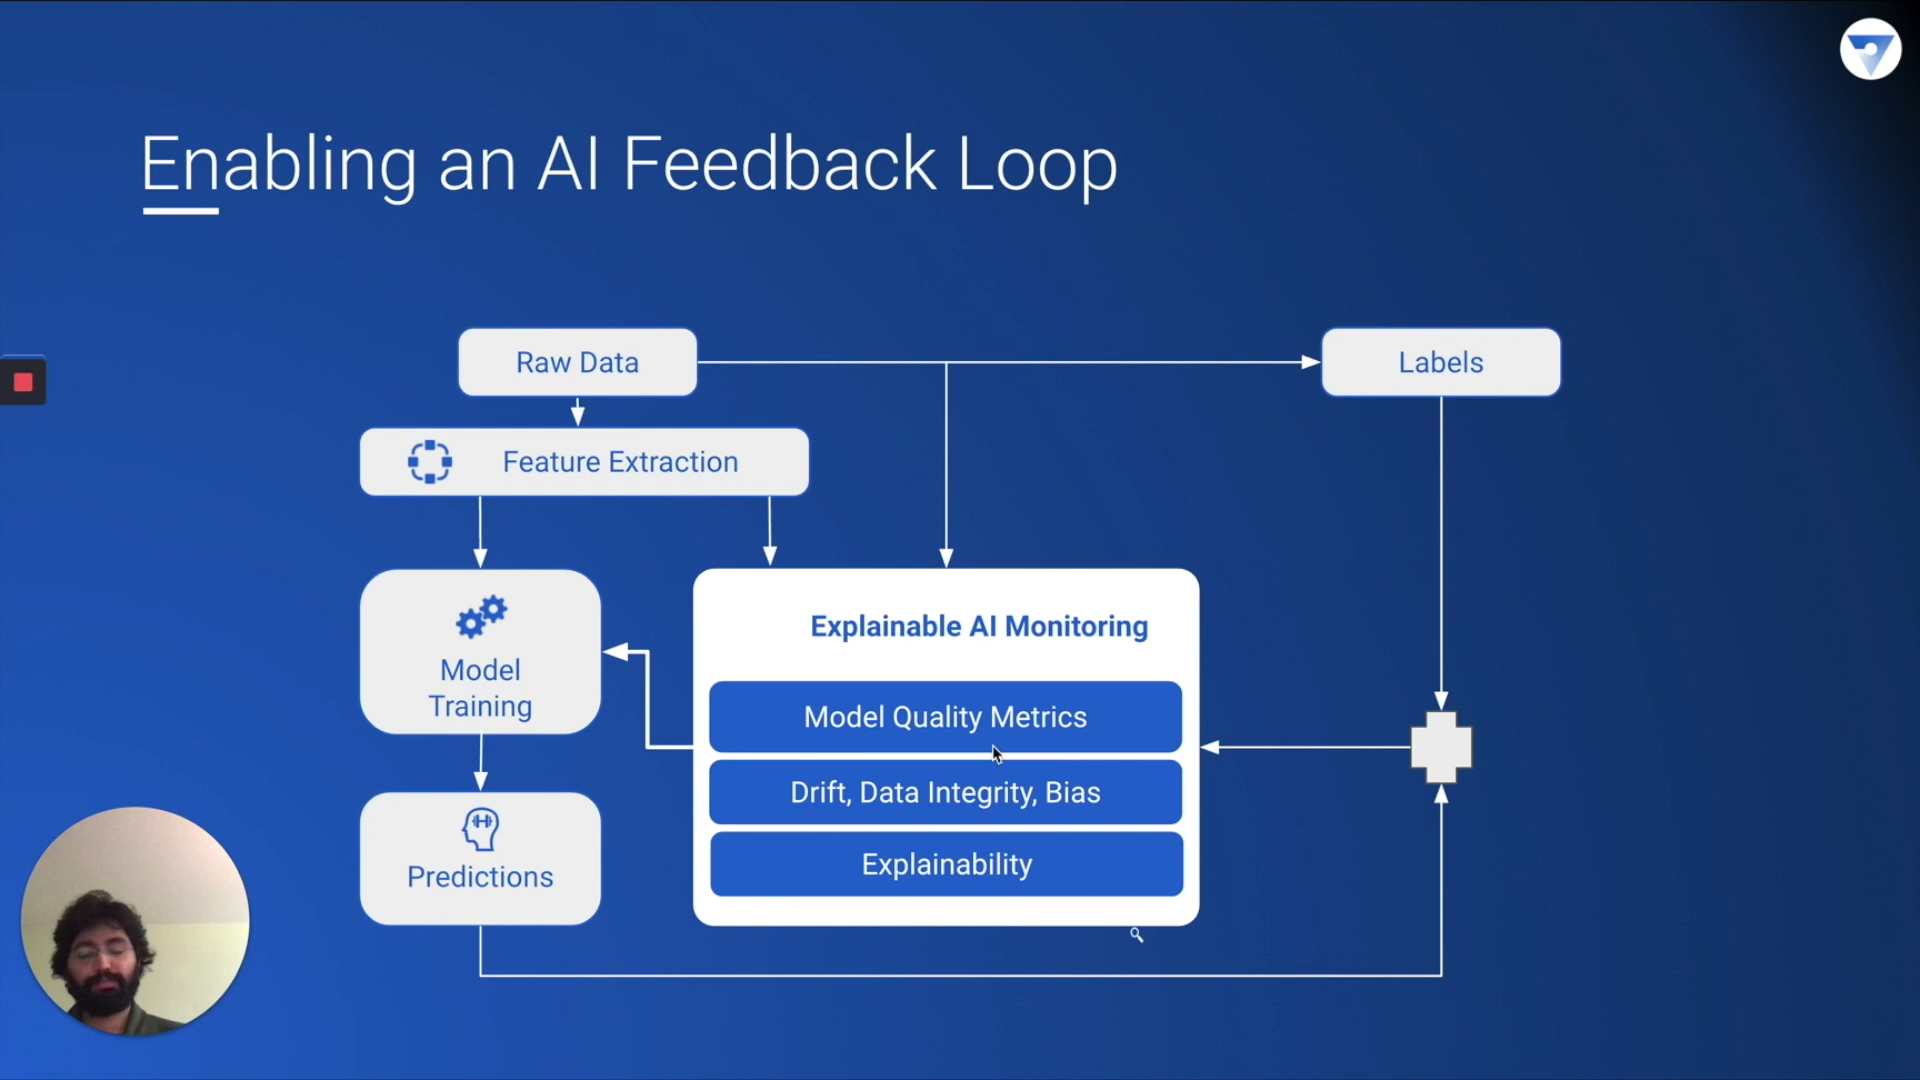 Enabling an AI Feedback Loop
Raw Data
Labels
Feature Extraction
Model
Training
Explainable AI Monitoring
Model Quality Metrics
Drift, Data Integrity, Bias
Explainability
Predictions